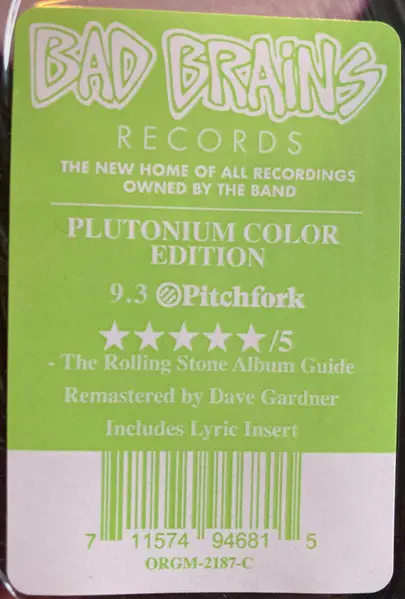 BAD BRAINS
RECORDS
THE NEW HOME OF ALL RECORDINGS
OWNED BY THE BAND
PLUTONIUM COLOR
EDITION
9.3 Pitchfork
★★★★★/5
- The Rolling Stone Album Guide
Remastered by Dave Gardner
Includes Lyric Insert
7 11574 94681 5
ORGM-2187-C